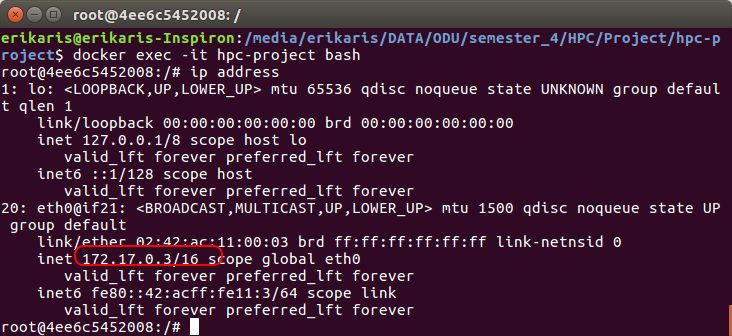 root@4ee6c5452008: /
erikaris@erikaris-Inspiron:/media/erikaris/DATA/ODU/semester_4/HPC/Project/hpc-p
roject$ docker exec -it hpc-project bash
root@4ee6c5452008:/# ip address
1: lo: <LOOPBACK,UP,LOWER_UP> mtu 65536 qdisc noqueue state UNKNOWN group defaul
t qlen 1
    link/loopback 00:00:00:00:00:00 brd 00:00:00:00:00:00
    inet 127.0.0.1/8 scope host lo
       valid_lft forever preferred_lft forever
    inet6 ::1/128 scope host
       valid_lft forever preferred_lft forever
20: eth0@if21: <BROADCAST,MULTICAST,UP,LOWER_UP> mtu 1500 qdisc noqueue state UP
 group default
    link/ether 02:42:ac:11:00:03 brd ff:ff:ff:ff:ff:ff link-netnsid 0
    inet 172.17.0.3/16 scope global eth0
       valid_lft forever preferred_lft forever
    inet6 fe80::42:acff:fe11:3/64 scope link
       valid_lft forever preferred_lft forever
root@4ee6c5452008:/#